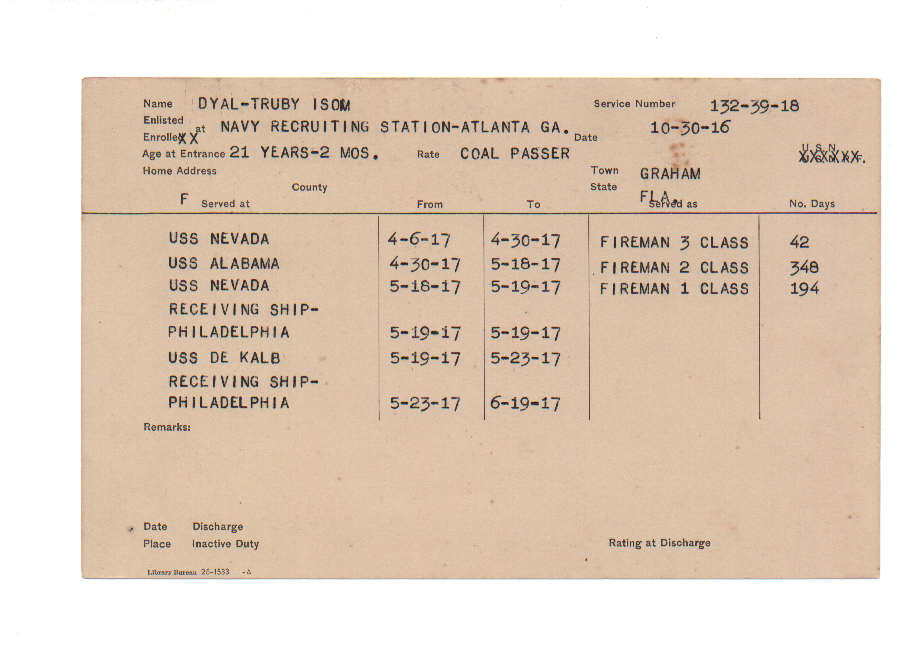 Name DYAL-TRUBY ISOM Service Number 132-39-18
Enlisted at NAVY RECRUITING STATION-ATLANTA GA. Date 10-30-16
Enrolled XX
Age at Entrance 21 YEARS-2 MOS. Rate COAL PASSER U.S.N.
Home Address Town GRAHAM
County State FLA.
F Served at From To Served as No. Days
USS NEVADA 4-6-17 4-30-17 FIREMAN 3 CLASS 42
USS ALABAMA 4-30-17 5-18-17 FIREMAN 2 CLASS 348
USS NEVADA 5-18-17 5-19-17 FIREMAN 1 CLASS 194
RECEIVING SHIP-
PHILADELPHIA 5-19-17 5-19-17
USS DE KALB 5-19-17 5-23-17
RECEIVING SHIP-
PHILADELPHIA 5-23-17 6-19-17
Remarks:
Date Discharge
Place Inactive Duty Rating at Discharge
Library Bureau 26-1533 -A